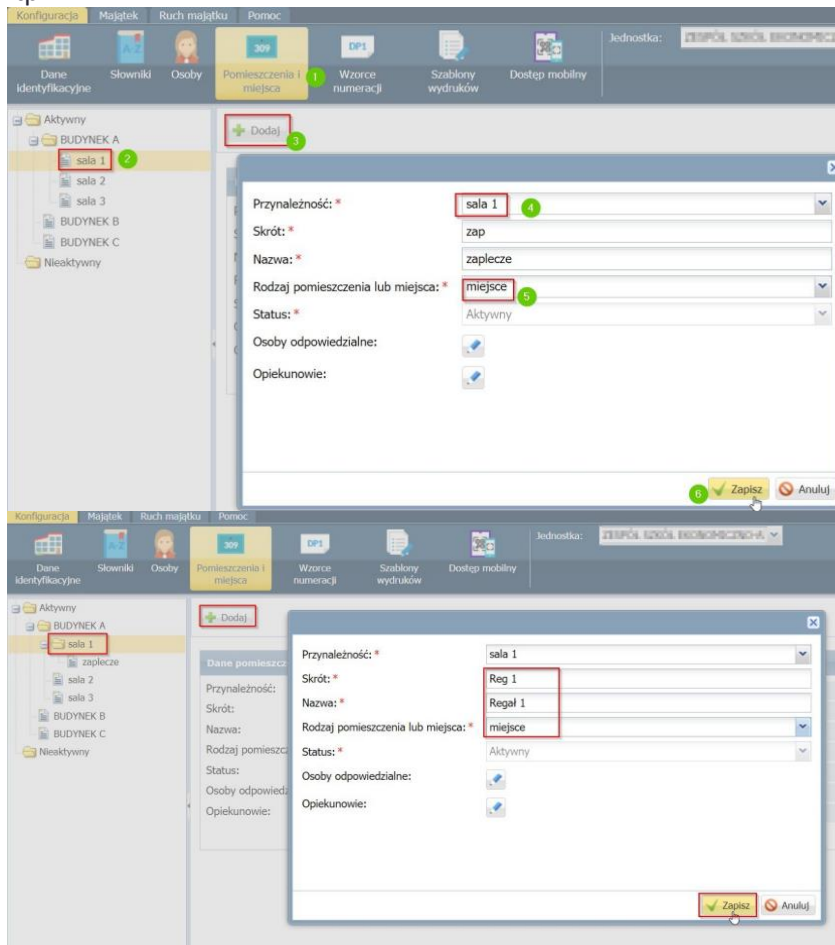 Konfiguracja Majątek Ruch majątku Pomoc
A-Z 309 DP1
Jednostka:
Dane identyfikacyjne Słowniki Osoby Pomieszczenia i miejsca 1 Wzorce numeracji Szablony wydruków Dostęp mobilny
Aktywny
BUDYNEK A
sala 1 2
sala 2
sala 3
BUDYNEK B
BUDYNEK C
Nieaktywny
Dodaj 3
Przynależność: * sala 1 4
Skrót: * zap
Nazwa: * zaplecze
Rodzaj pomieszczenia lub miejsca: * miejsce 5
Status: * Aktywny
Osoby odpowiedzialne:
Opiekunowie:
6 Zapisz Anuluj
Konfiguracja Majątek Ruch majątku Pomoc
A-Z 309 DP1
Jednostka:
Dane identyfikacyjne Słowniki Osoby Pomieszczenia i miejsca Wzorce numeracji Szablony wydruków Dostęp mobilny
Aktywny
BUDYNEK A
sala 1
zaplecze
sala 2
sala 3
BUDYNEK B
BUDYNEK C
Nieaktywny
Dodaj
Dane pomieszcz
Przynależność:
Skrót:
Nazwa:
Rodzaj pomieszcz
Status:
Osoby odpowiedz
Opiekunowie:
Przynależność: * sala 1
Skrót: * Reg 1
Nazwa: * Regał 1
Rodzaj pomieszczenia lub miejsca: * miejsce
Status: * Aktywny
Osoby odpowiedzialne:
Opiekunowie:
Zapisz Anuluj